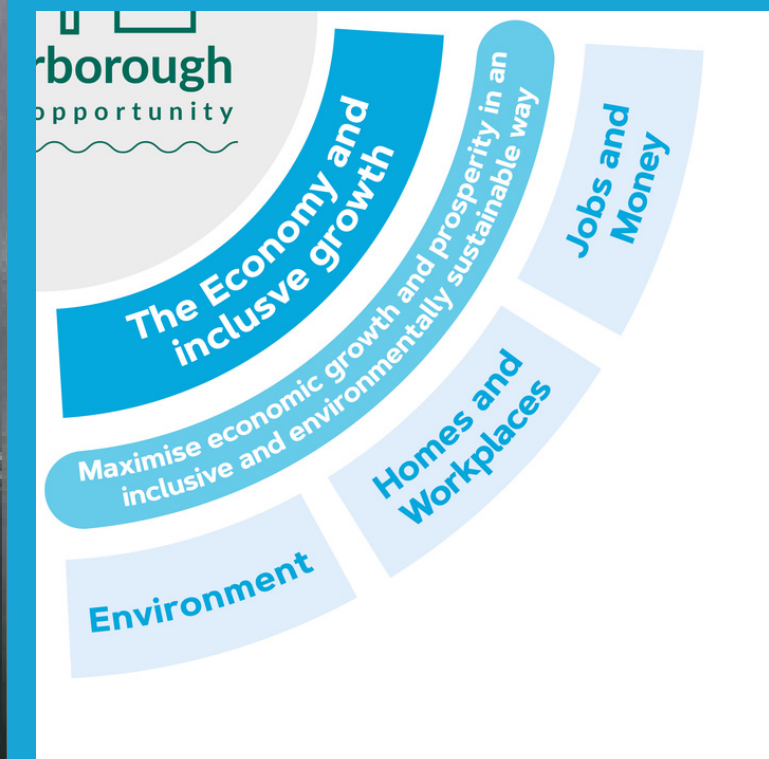 rborough
opportunity
The Economy and
inclusve growth
Maximise economic growth and prosperity in an
inclusive and environmentally sustainable way
Jobs and
Money
Homes and
Workplaces
Environment